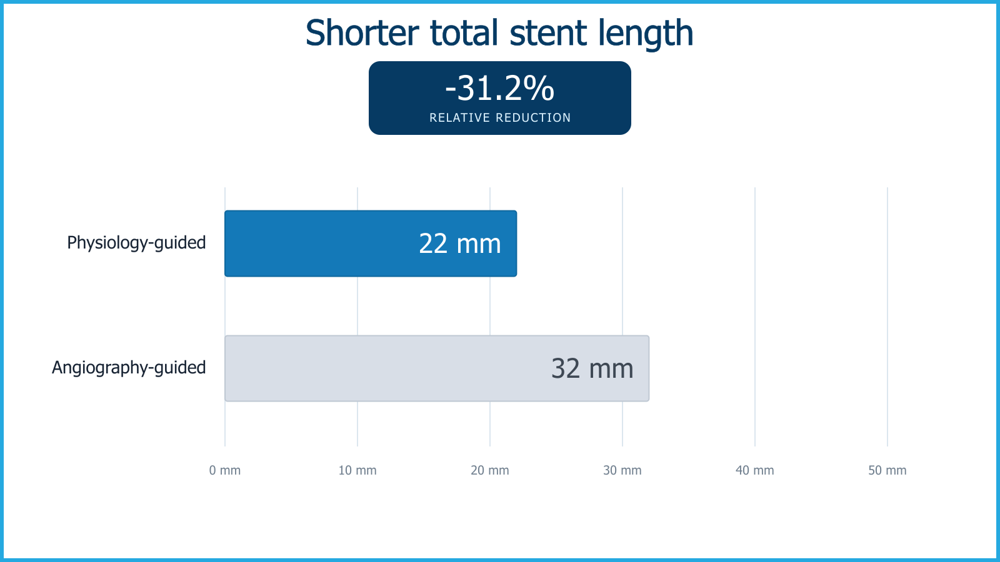 Shorter total stent length
-31.2%
RELATIVE REDUCTION
Physiology-guided
22 mm
Angiography-guided
32 mm
0 mm
10 mm
20 mm
30 mm
40 mm
50 mm